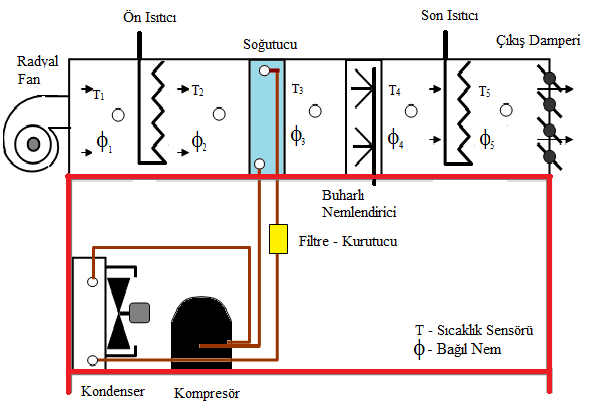 Ön Isıtıcı
Son Isıtıcı
Soğutucu
Çıkış Damperi
Radyal
Fan
T1
T2
T3
T4
T5
ϕ1
ϕ2
ϕ3
ϕ4
ϕ5
Buharlı
Nemlendirici
Filtre - Kurutucu
T - Sıcaklık Sensörü
ϕ - Bağıl Nem
Kondenser
Kompresör